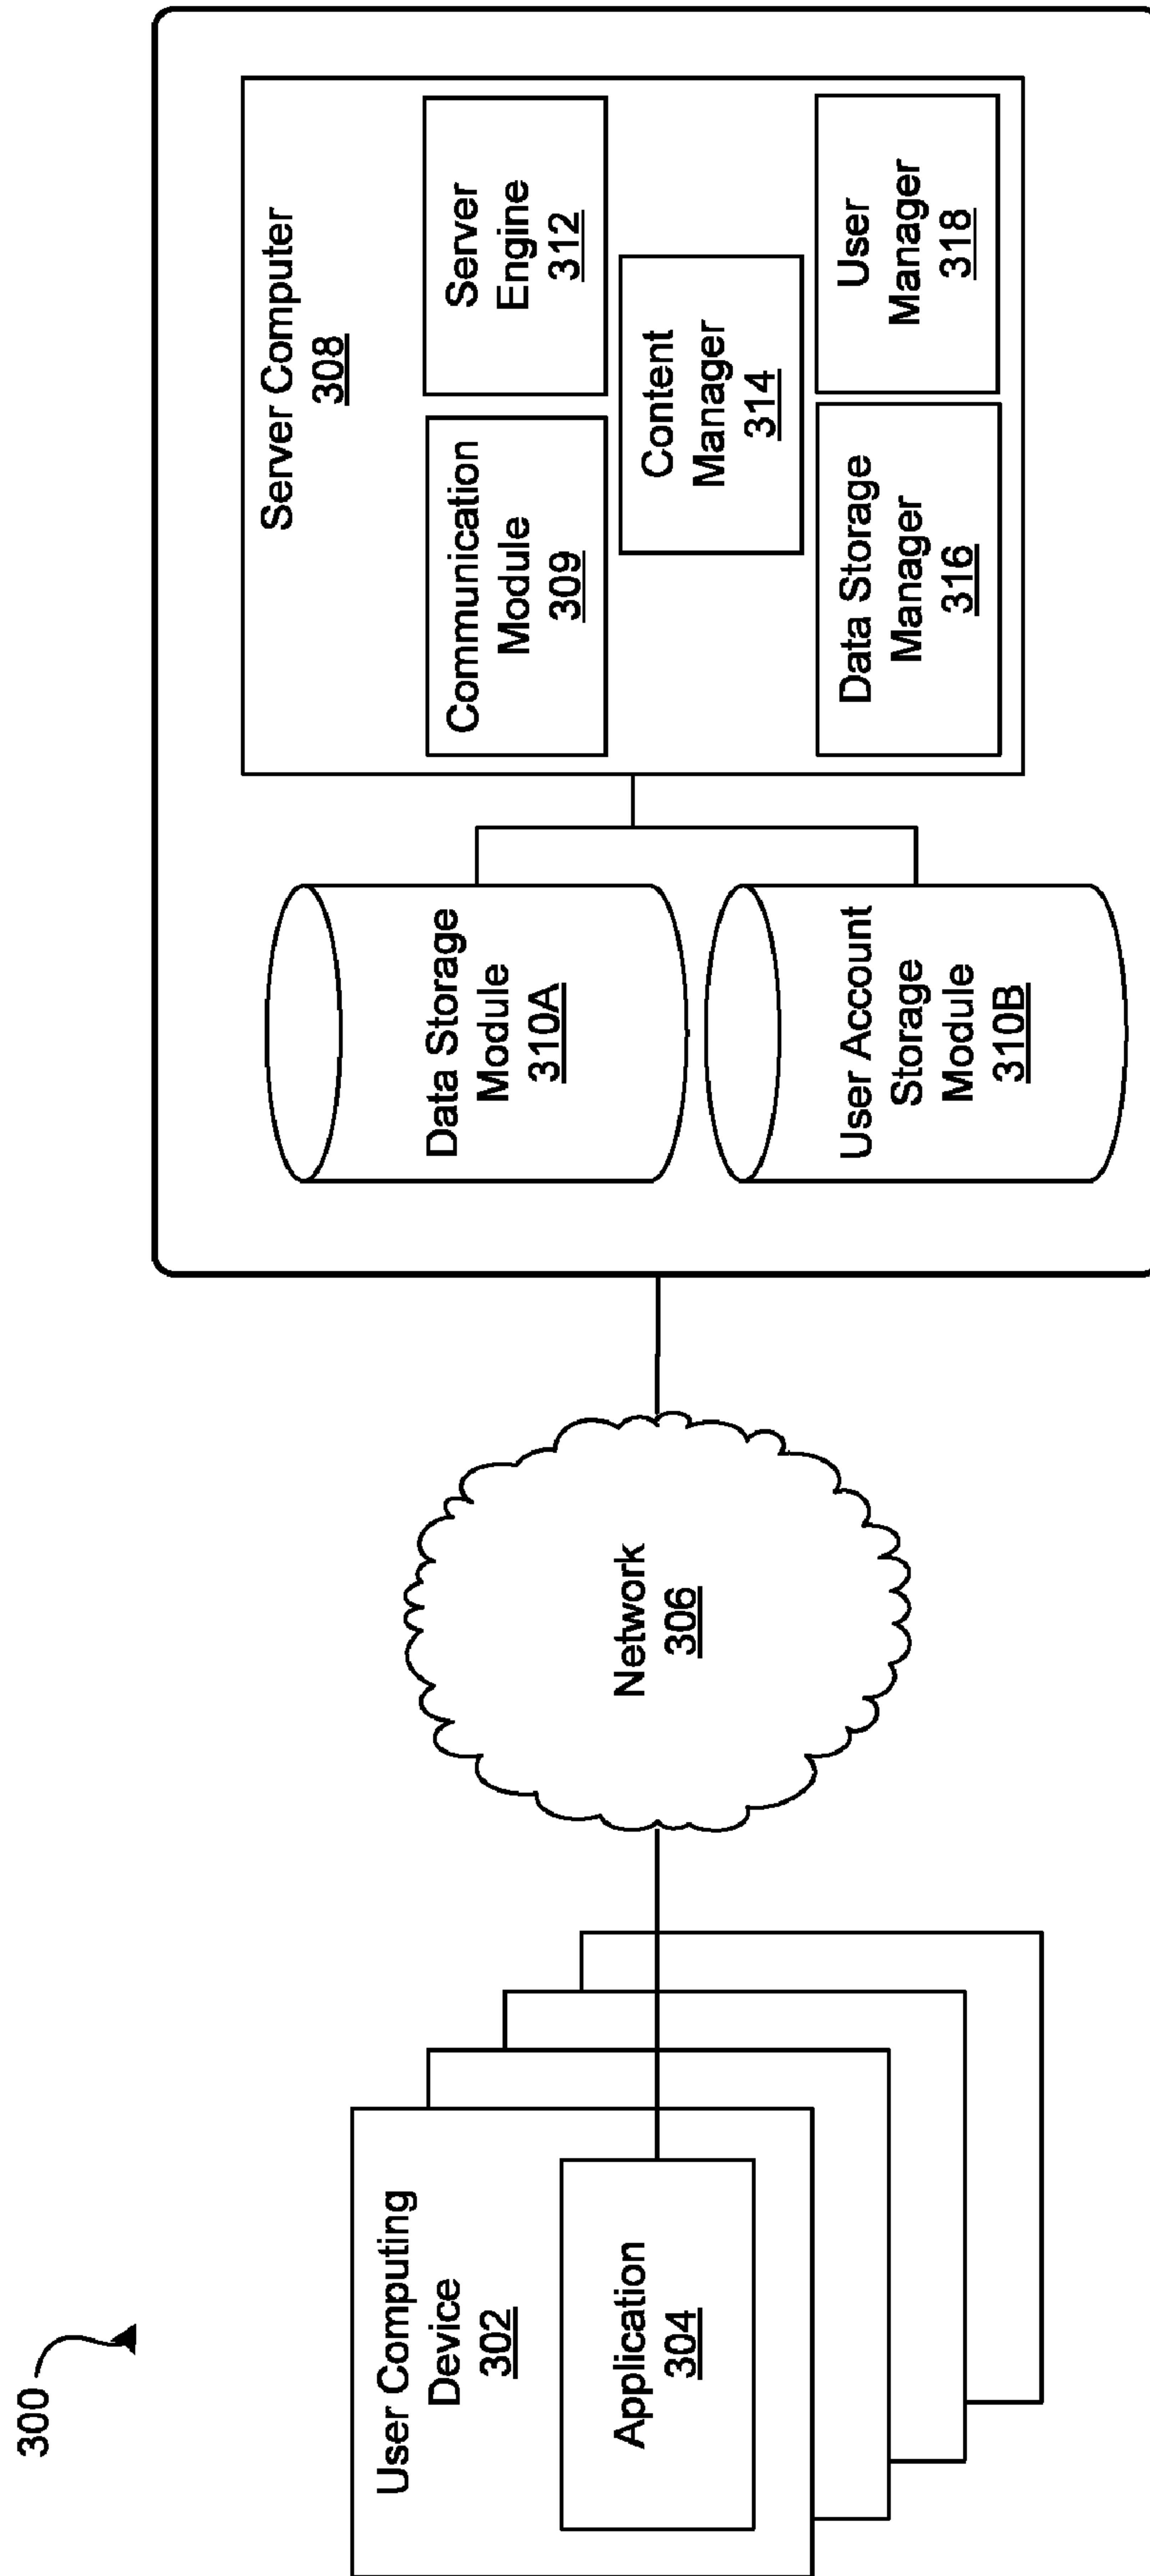 300
User Computing
Device
302
Application
304
Network
306
Data Storage
Module
310A
User Account
Storage
Module
310B
Server Computer
308
Communication
Module
309
Server
Engine
312
Content
Manager
314
Data Storage
Manager
316
User
Manager
318